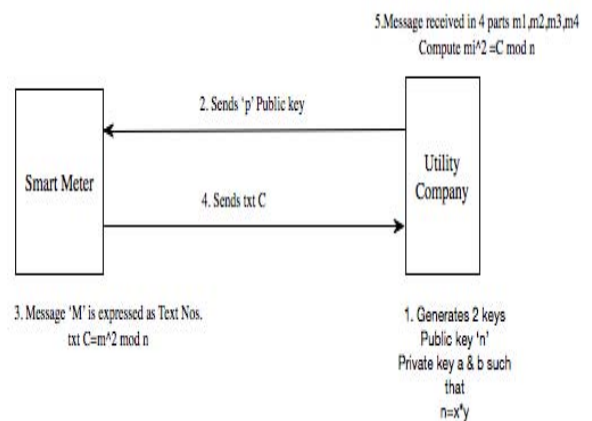 5.Message received in 4 parts m1,m2,m3,m4
Compute mi^2 =C mod n
2. Sends 'p' Public key
Smart Meter
Utility
Company
4. Sends txt C
3. Message 'M' is expressed as Text Nos.
txt C=m^2 mod n
1. Generates 2 keys
Public key 'n'
Private key a & b such
that
n=x*y